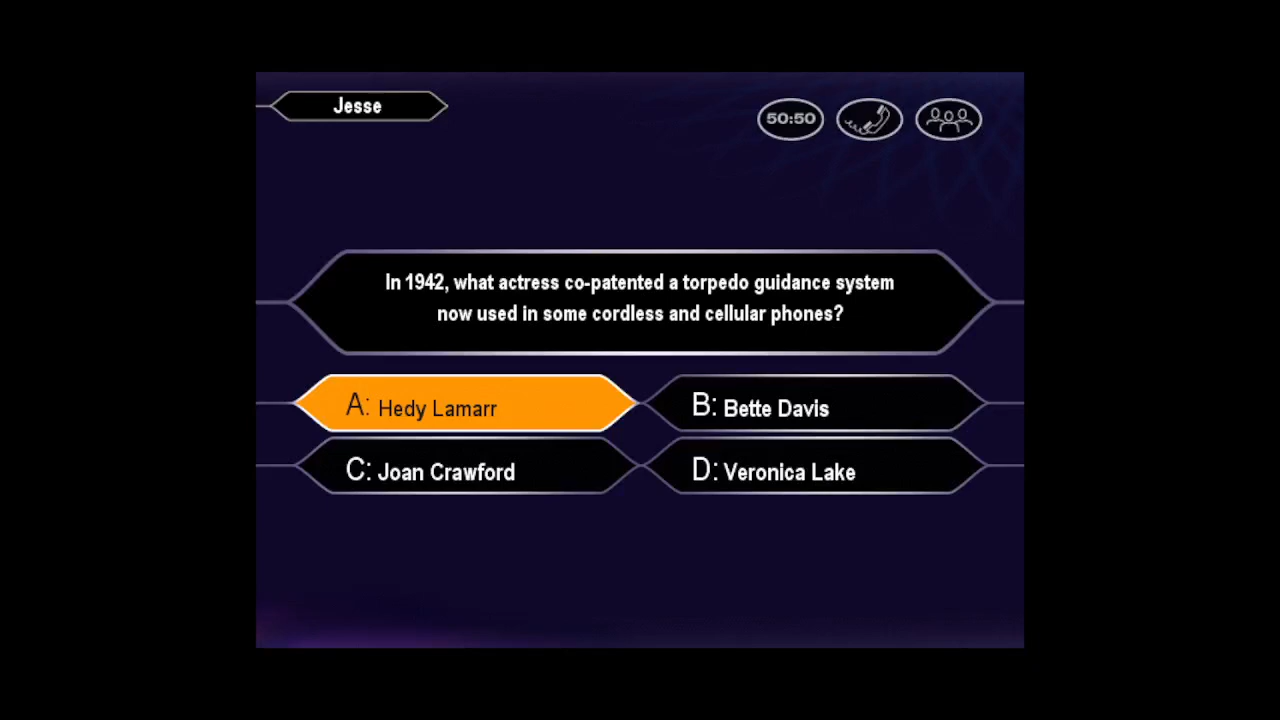 Jesse
50:50
In 1942, what actress co-patented a torpedo guidance system
now used in some cordless and cellular phones?
A: Hedy Lamarr
B: Bette Davis
C: Joan Crawford
D: Veronica Lake